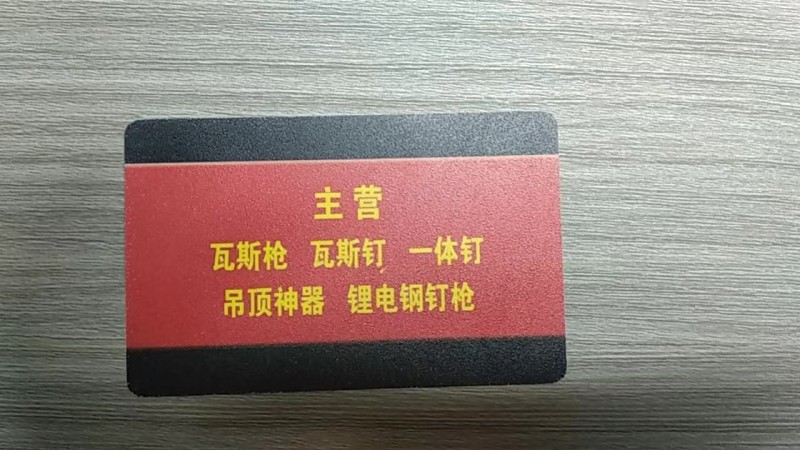 主营
瓦斯枪 瓦斯钉 一体钉
吊顶神器 锂电钢钉枪